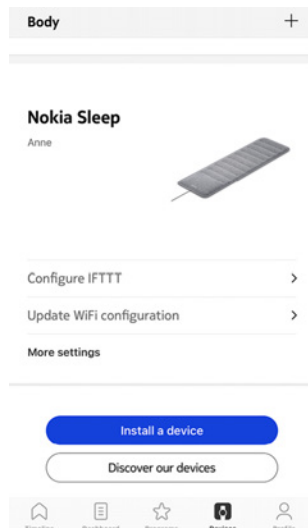 Body
Nokia Sleep
Anne
Configure IFTTT
Update WiFi configuration
More settings
Install a device
Discover our devices